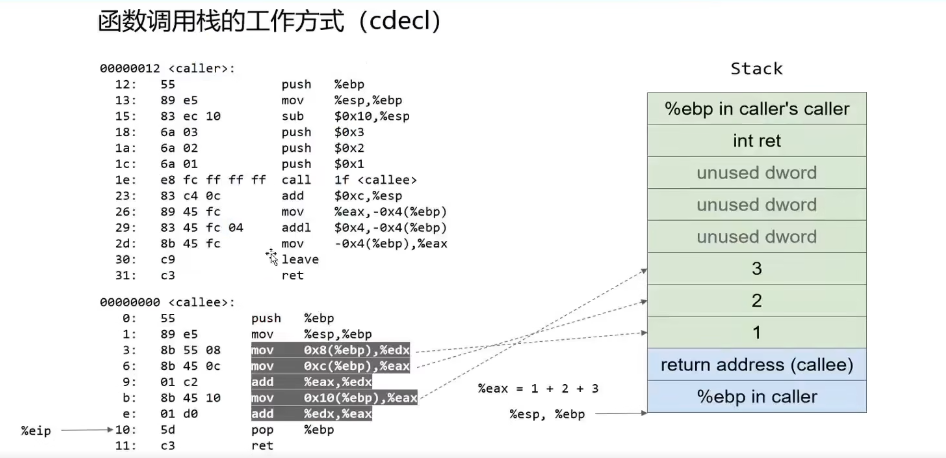 函数调用栈的工作方式（cdecl）
00000012 <caller>:
12: 55 push %ebp
13: 89 e5 mov %esp,%ebp
15: 83 ec 10 sub $0x10,%esp
18: 6a 03 push $0x3
1a: 6a 02 push $0x2
1c: 6a 01 push $0x1
1e: e8 fc ff ff ff call 1f <callee>
23: 83 c4 0c add $0xc,%esp
26: 89 45 fc mov %eax,-0x4(%ebp)
29: 83 45 fc 04 addl $0x4,-0x4(%ebp)
2d: 8b 45 fc mov -0x4(%ebp),%eax
30: c9 leave
31: c3 ret
00000000 <callee>:
0: 55 push %ebp
1: 89 e5 mov %esp,%ebp
3: 8b 55 08 mov 0x8(%ebp),%edx
6: 8b 45 0c mov 0xc(%ebp),%eax
9: 01 c2 add %eax,%edx
b: 8b 45 10 mov 0x10(%ebp),%eax
e: 01 d0 add %edx,%eax
%eip
10: 5d pop %ebp
11: c3 ret
%eax = 1 + 2 + 3
%esp, %ebp
Stack
%ebp in caller's caller
int ret
unused dword
unused dword
unused dword
3
2
1
return address (callee)
%ebp in caller